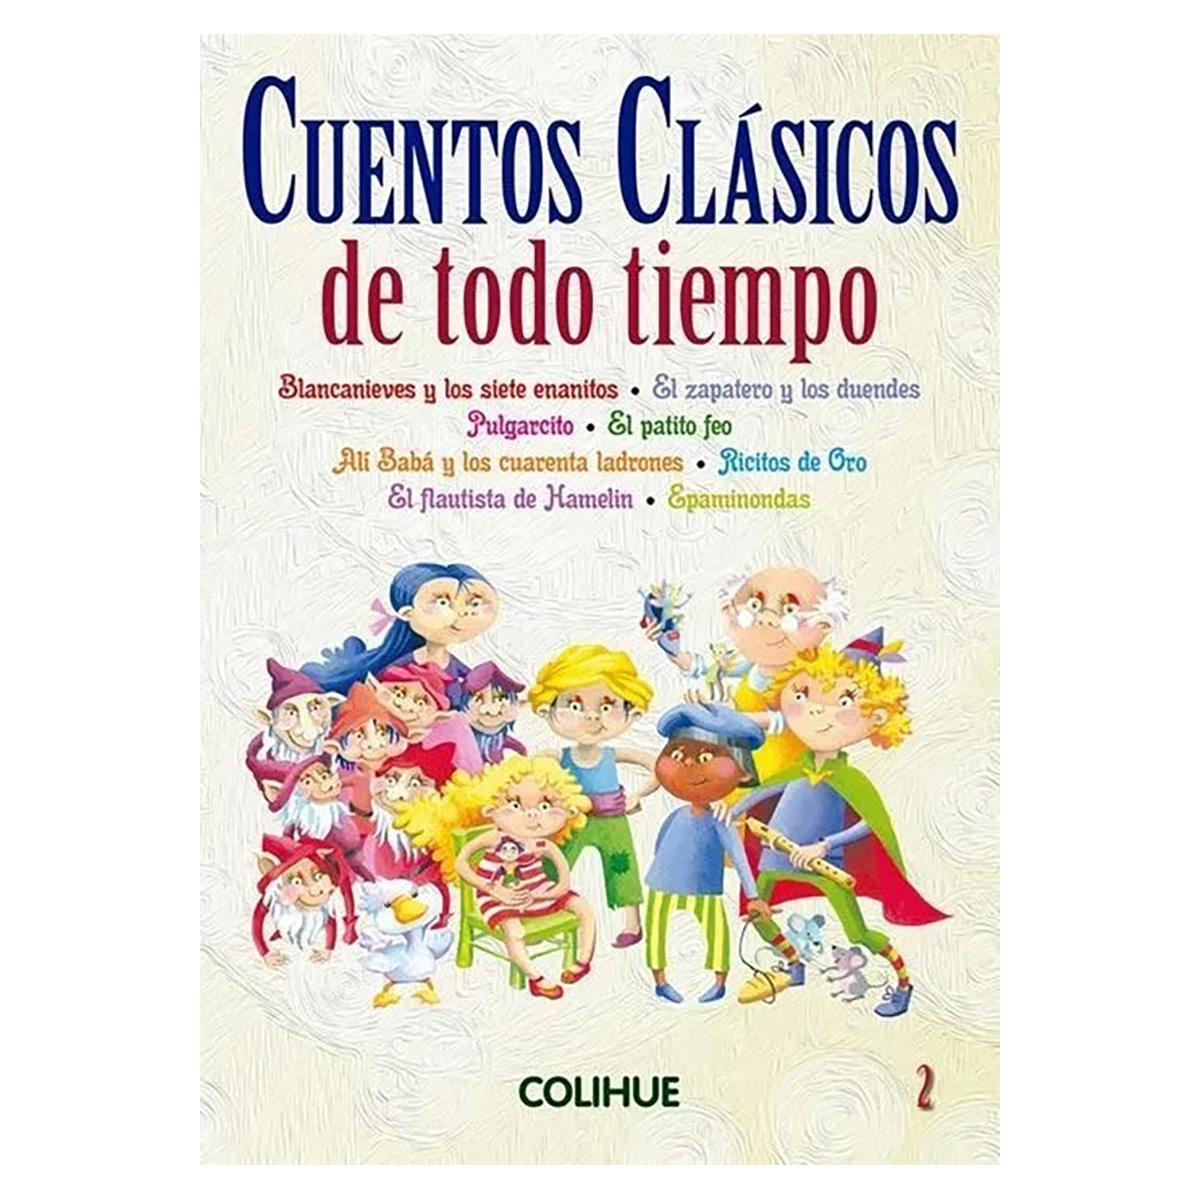 CUENTOS CLÁSICOS
de todo tiempo
Blancanieves y los siete enanitos • El zapatero y los duendes
Pulgarcito • El patito feo
Alí Babá y los cuarenta ladrones • Ricitos de Oro
El flautista de Hamelin • Epaminondas
COLIHUE
2